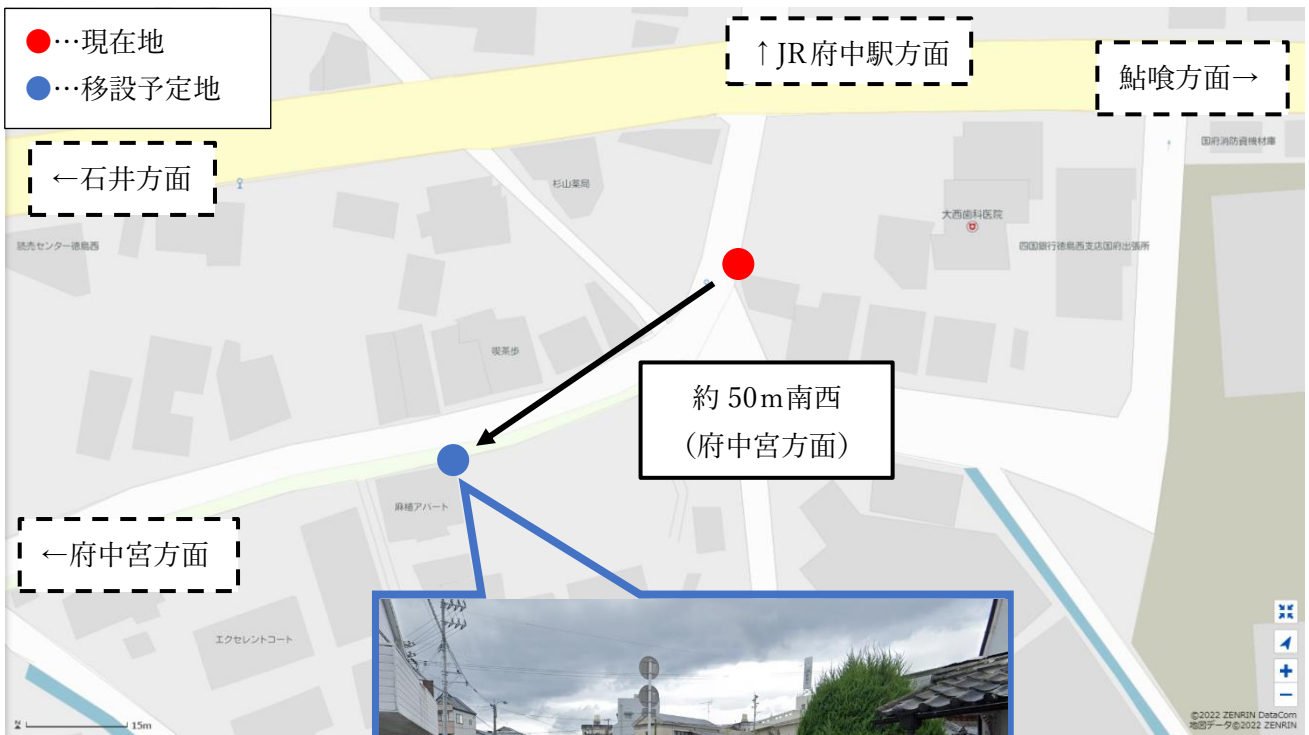 ●…現在地
●…移設予定地
↑JR府中駅方面
鮎喰方面→
国府消防資機材庫
←石井方面
杉山薬局
大西歯科医院
読売センター徳島西
四国銀行徳島西支店国府出張所
喫茶歩
約50m南西
(府中宮方面)
麻植アパート
←府中宮方面
エクセレントコート
N
15m
+
−
©2022 ZENRIN DataCom
地図データ©2022 ZENRIN